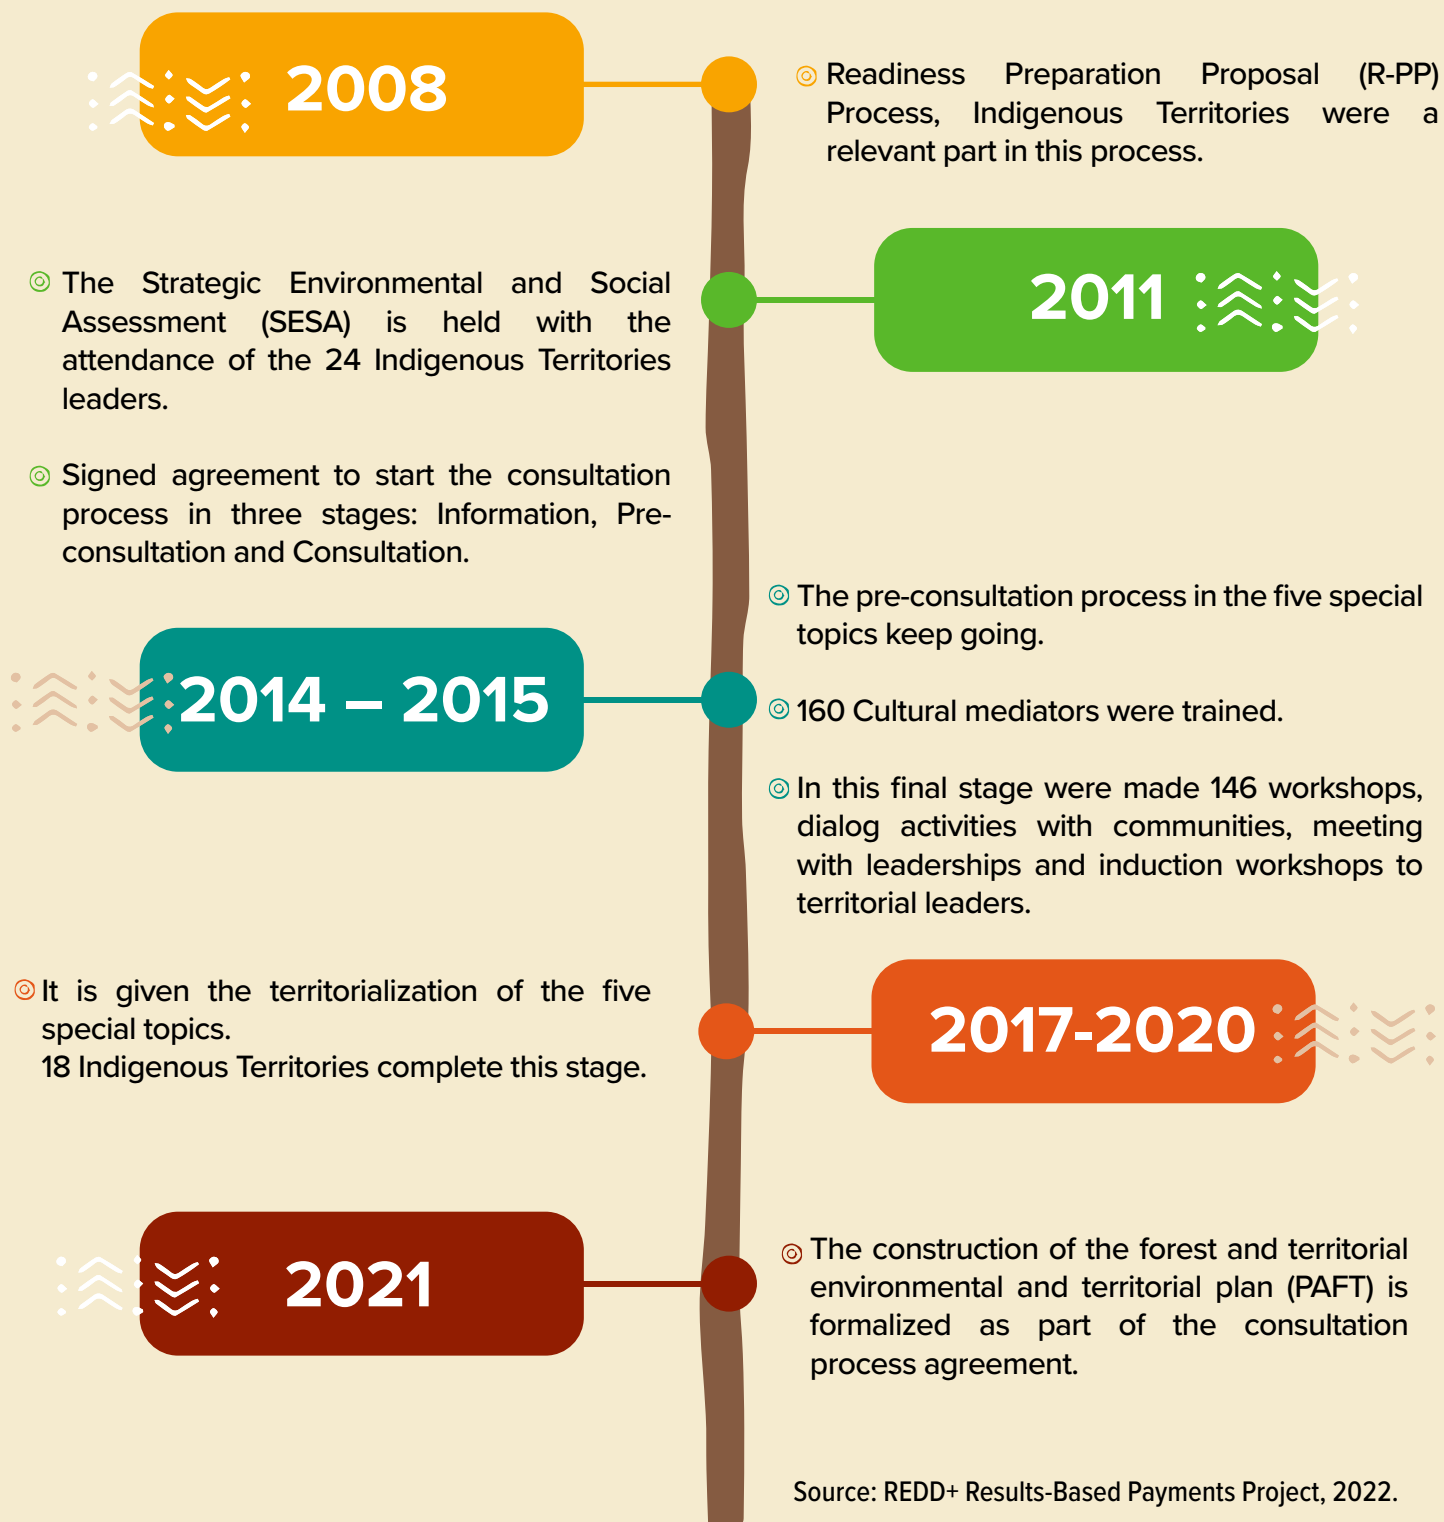 2008
Readiness Preparation Proposal (R-PP)
Process, Indigenous Territories were a
relevant part in this process.
2011
The Strategic Environmental and Social
Assessment (SESA) is held with the
attendance of the 24 Indigenous Territories
leaders.
Signed agreement to start the consultation
process in three stages: Information, Pre-
consultation and Consultation.
2014 – 2015
The pre-consultation process in the five special
topics keep going.
160 Cultural mediators were trained.
In this final stage were made 146 workshops,
dialog activities with communities, meeting
with leaderships and induction workshops to
territorial leaders.
2017-2020
It is given the territorialization of the five
special topics.
18 Indigenous Territories complete this stage.
2021
The construction of the forest and territorial
environmental and territorial plan (PAFT) is
formalized as part of the consultation
process agreement.
Source: REDD+ Results-Based Payments Project, 2022.